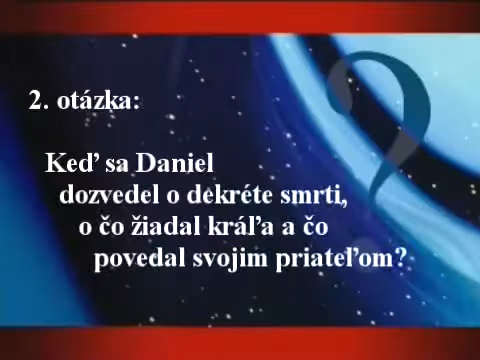 2. otázka:
Keď sa Daniel
dozvedel o dekréte smrti,
o čo žiadal kráľa a čo
povedal svojim priateľom?